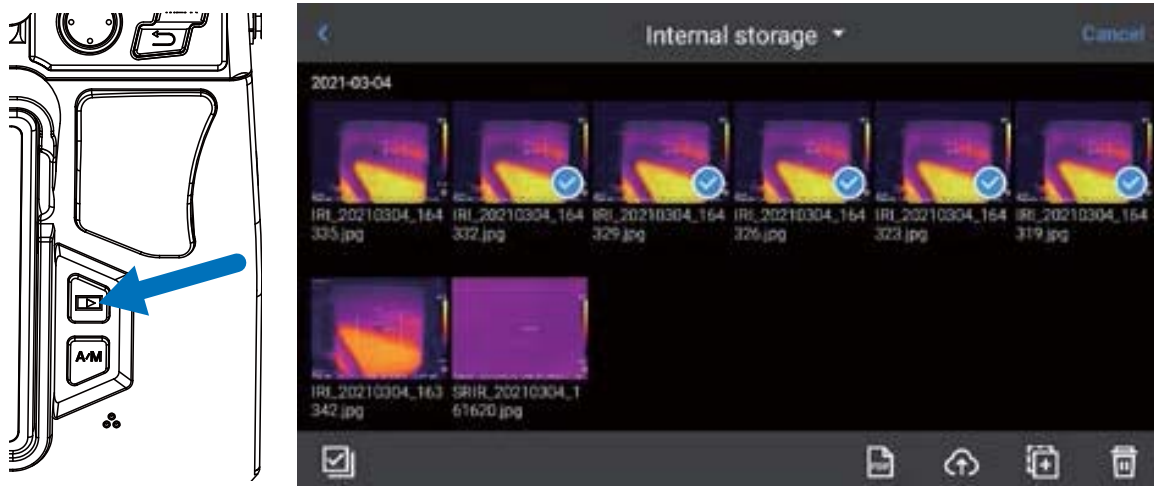 A/M
Internal storage
Cancel
2021-03-04
IRI_20210304_164 IRI_20210304_164 IRI_20210304_164 IRI_20210304_164 IRI_20210304_164 IRI_20210304_164
335.jpg 332.jpg 329.jpg 326.jpg 323.jpg 319.jpg
IRI_20210304_163 SRIR_20210304_1
342.jpg 61620.jpg
PDF